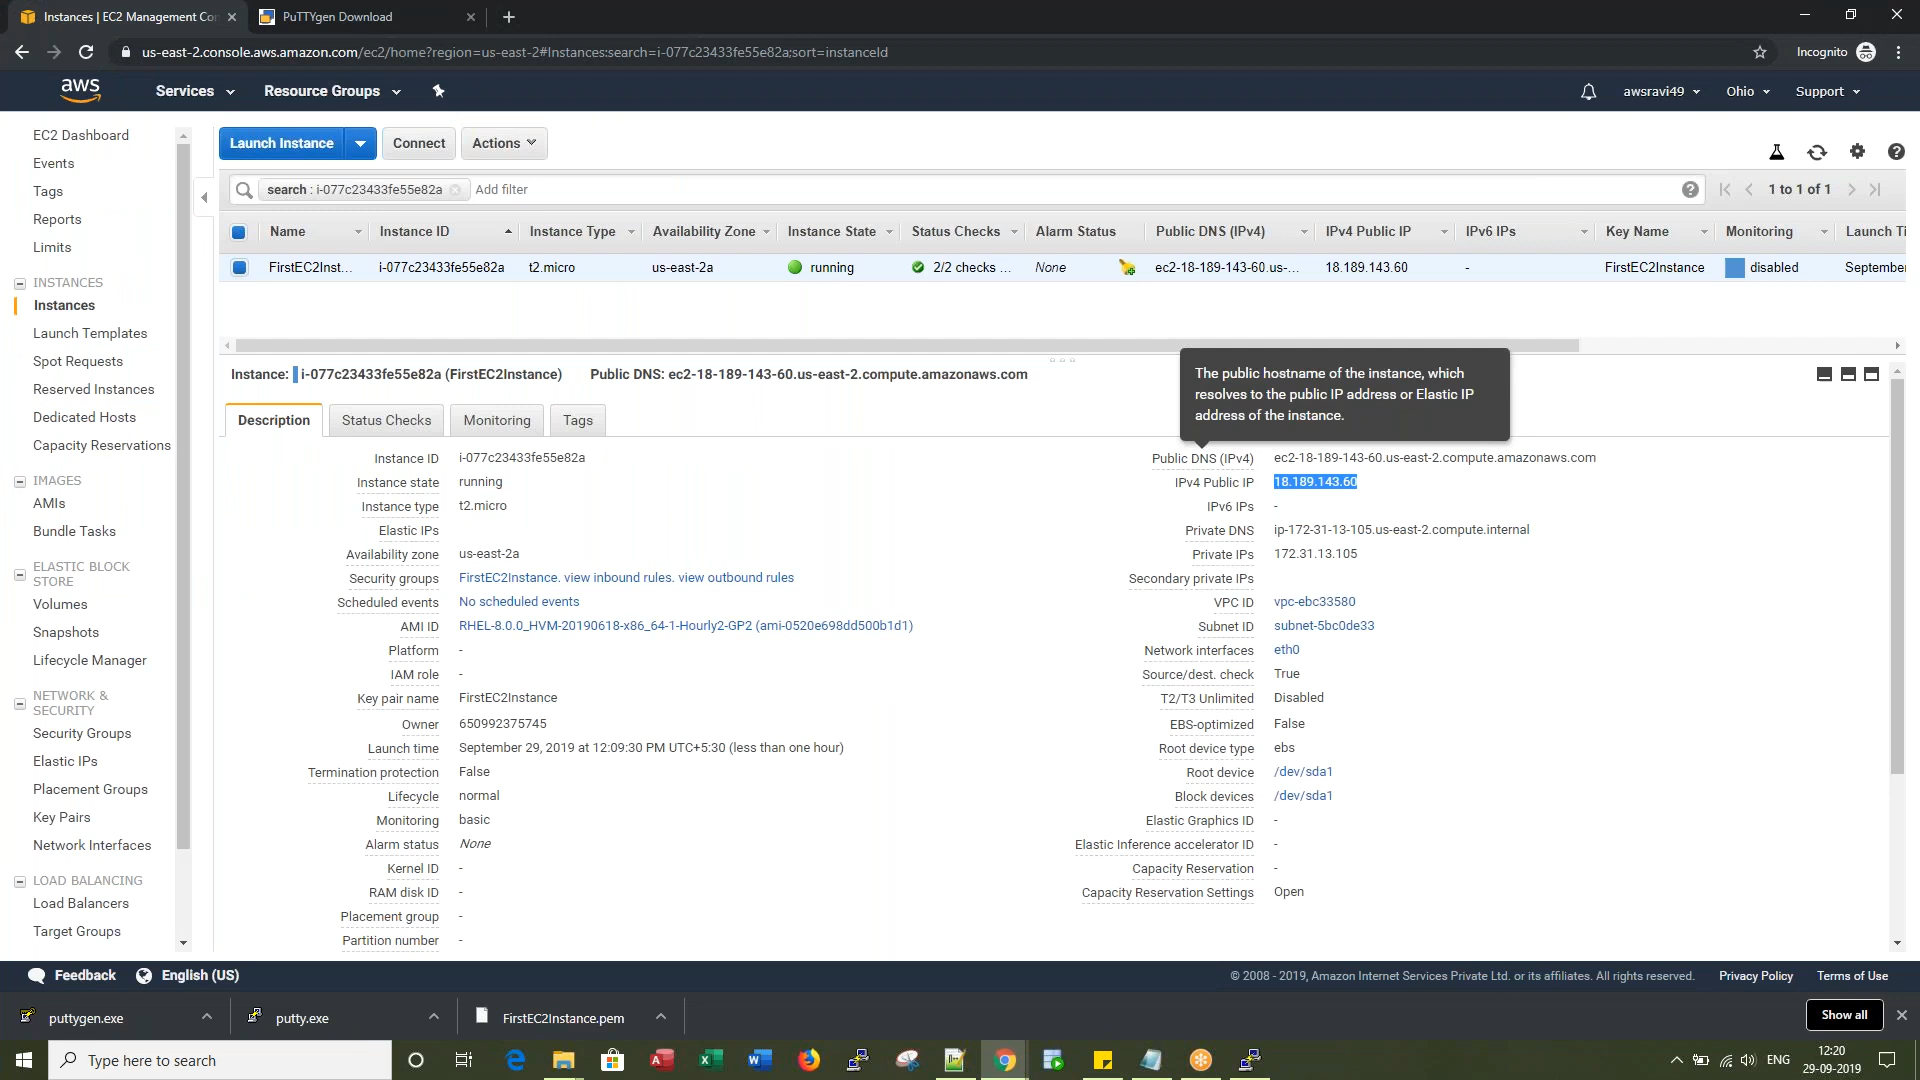 Instances | EC2 Management Con
PuTTYgen Download
us-east-2.console.aws.amazon.com/ec2/home?region=us-east-2#Instances:search=i-077c23433fe55e82a;sort=instanceId
Incognito
aws
Services
Resource Groups
awsravi49
Ohio
Support
EC2 Dashboard
Events
Tags
Reports
Limits
INSTANCES
Instances
Launch Templates
Spot Requests
Reserved Instances
Dedicated Hosts
Capacity Reservations
IMAGES
AMIs
Bundle Tasks
ELASTIC BLOCK
STORE
Volumes
Snapshots
Lifecycle Manager
NETWORK &
SECURITY
Security Groups
Elastic IPs
Placement Groups
Key Pairs
Network Interfaces
LOAD BALANCING
Load Balancers
Target Groups
Launch Instance
Connect
Actions
search : i-077c23433fe55e82a
Add filter
1 to 1 of 1
Name Instance ID Instance Type Availability Zone Instance State Status Checks Alarm Status Public DNS (IPv4) IPv4 Public IP IPv6 IPs Key Name Monitoring Launch Ti
FirstEC2Inst... i-077c23433fe55e82a t2.micro us-east-2a running 2/2 checks ... None ec2-18-189-143-60.us-... 18.189.143.60 - FirstEC2Instance disabled September
Instance: i-077c23433fe55e82a (FirstEC2Instance) Public DNS: ec2-18-189-143-60.us-east-2.compute.amazonaws.com
The public hostname of the instance, which
resolves to the public IP address or Elastic IP
address of the instance.
Description
Status Checks
Monitoring
Tags
Instance ID i-077c23433fe55e82a
Instance state running
Instance type t2.micro
Elastic IPs
Availability zone us-east-2a
Security groups FirstEC2Instance. view inbound rules. view outbound rules
Scheduled events No scheduled events
AMI ID RHEL-8.0.0_HVM-20190618-x86_64-1-Hourly2-GP2 (ami-0520e698dd500b1d1)
Platform -
IAM role -
Key pair name FirstEC2Instance
Owner 650992375745
Launch time September 29, 2019 at 12:09:30 PM UTC+5:30 (less than one hour)
Termination protection False
Lifecycle normal
Monitoring basic
Alarm status None
Kernel ID -
RAM disk ID -
Placement group -
Partition number -
Public DNS (IPv4) ec2-18-189-143-60.us-east-2.compute.amazonaws.com
IPv4 Public IP 18.189.143.60
IPv6 IPs -
Private DNS ip-172-31-13-105.us-east-2.compute.internal
Private IPs 172.31.13.105
Secondary private IPs
VPC ID vpc-ebc33580
Subnet ID subnet-5bc0de33
Network interfaces eth0
Source/dest. check True
T2/T3 Unlimited Disabled
EBS-optimized False
Root device type ebs
Root device /dev/sda1
Block devices /dev/sda1
Elastic Graphics ID -
Elastic Inference accelerator ID -
Capacity Reservation -
Capacity Reservation Settings Open
Feedback
English (US)
© 2008 - 2019, Amazon Internet Services Private Ltd. or its affiliates. All rights reserved.
Privacy Policy
Terms of Use
puttygen.exe
putty.exe
FirstEC2Instance.pem
Show all
Type here to search
ENG
12:20
29-09-2019